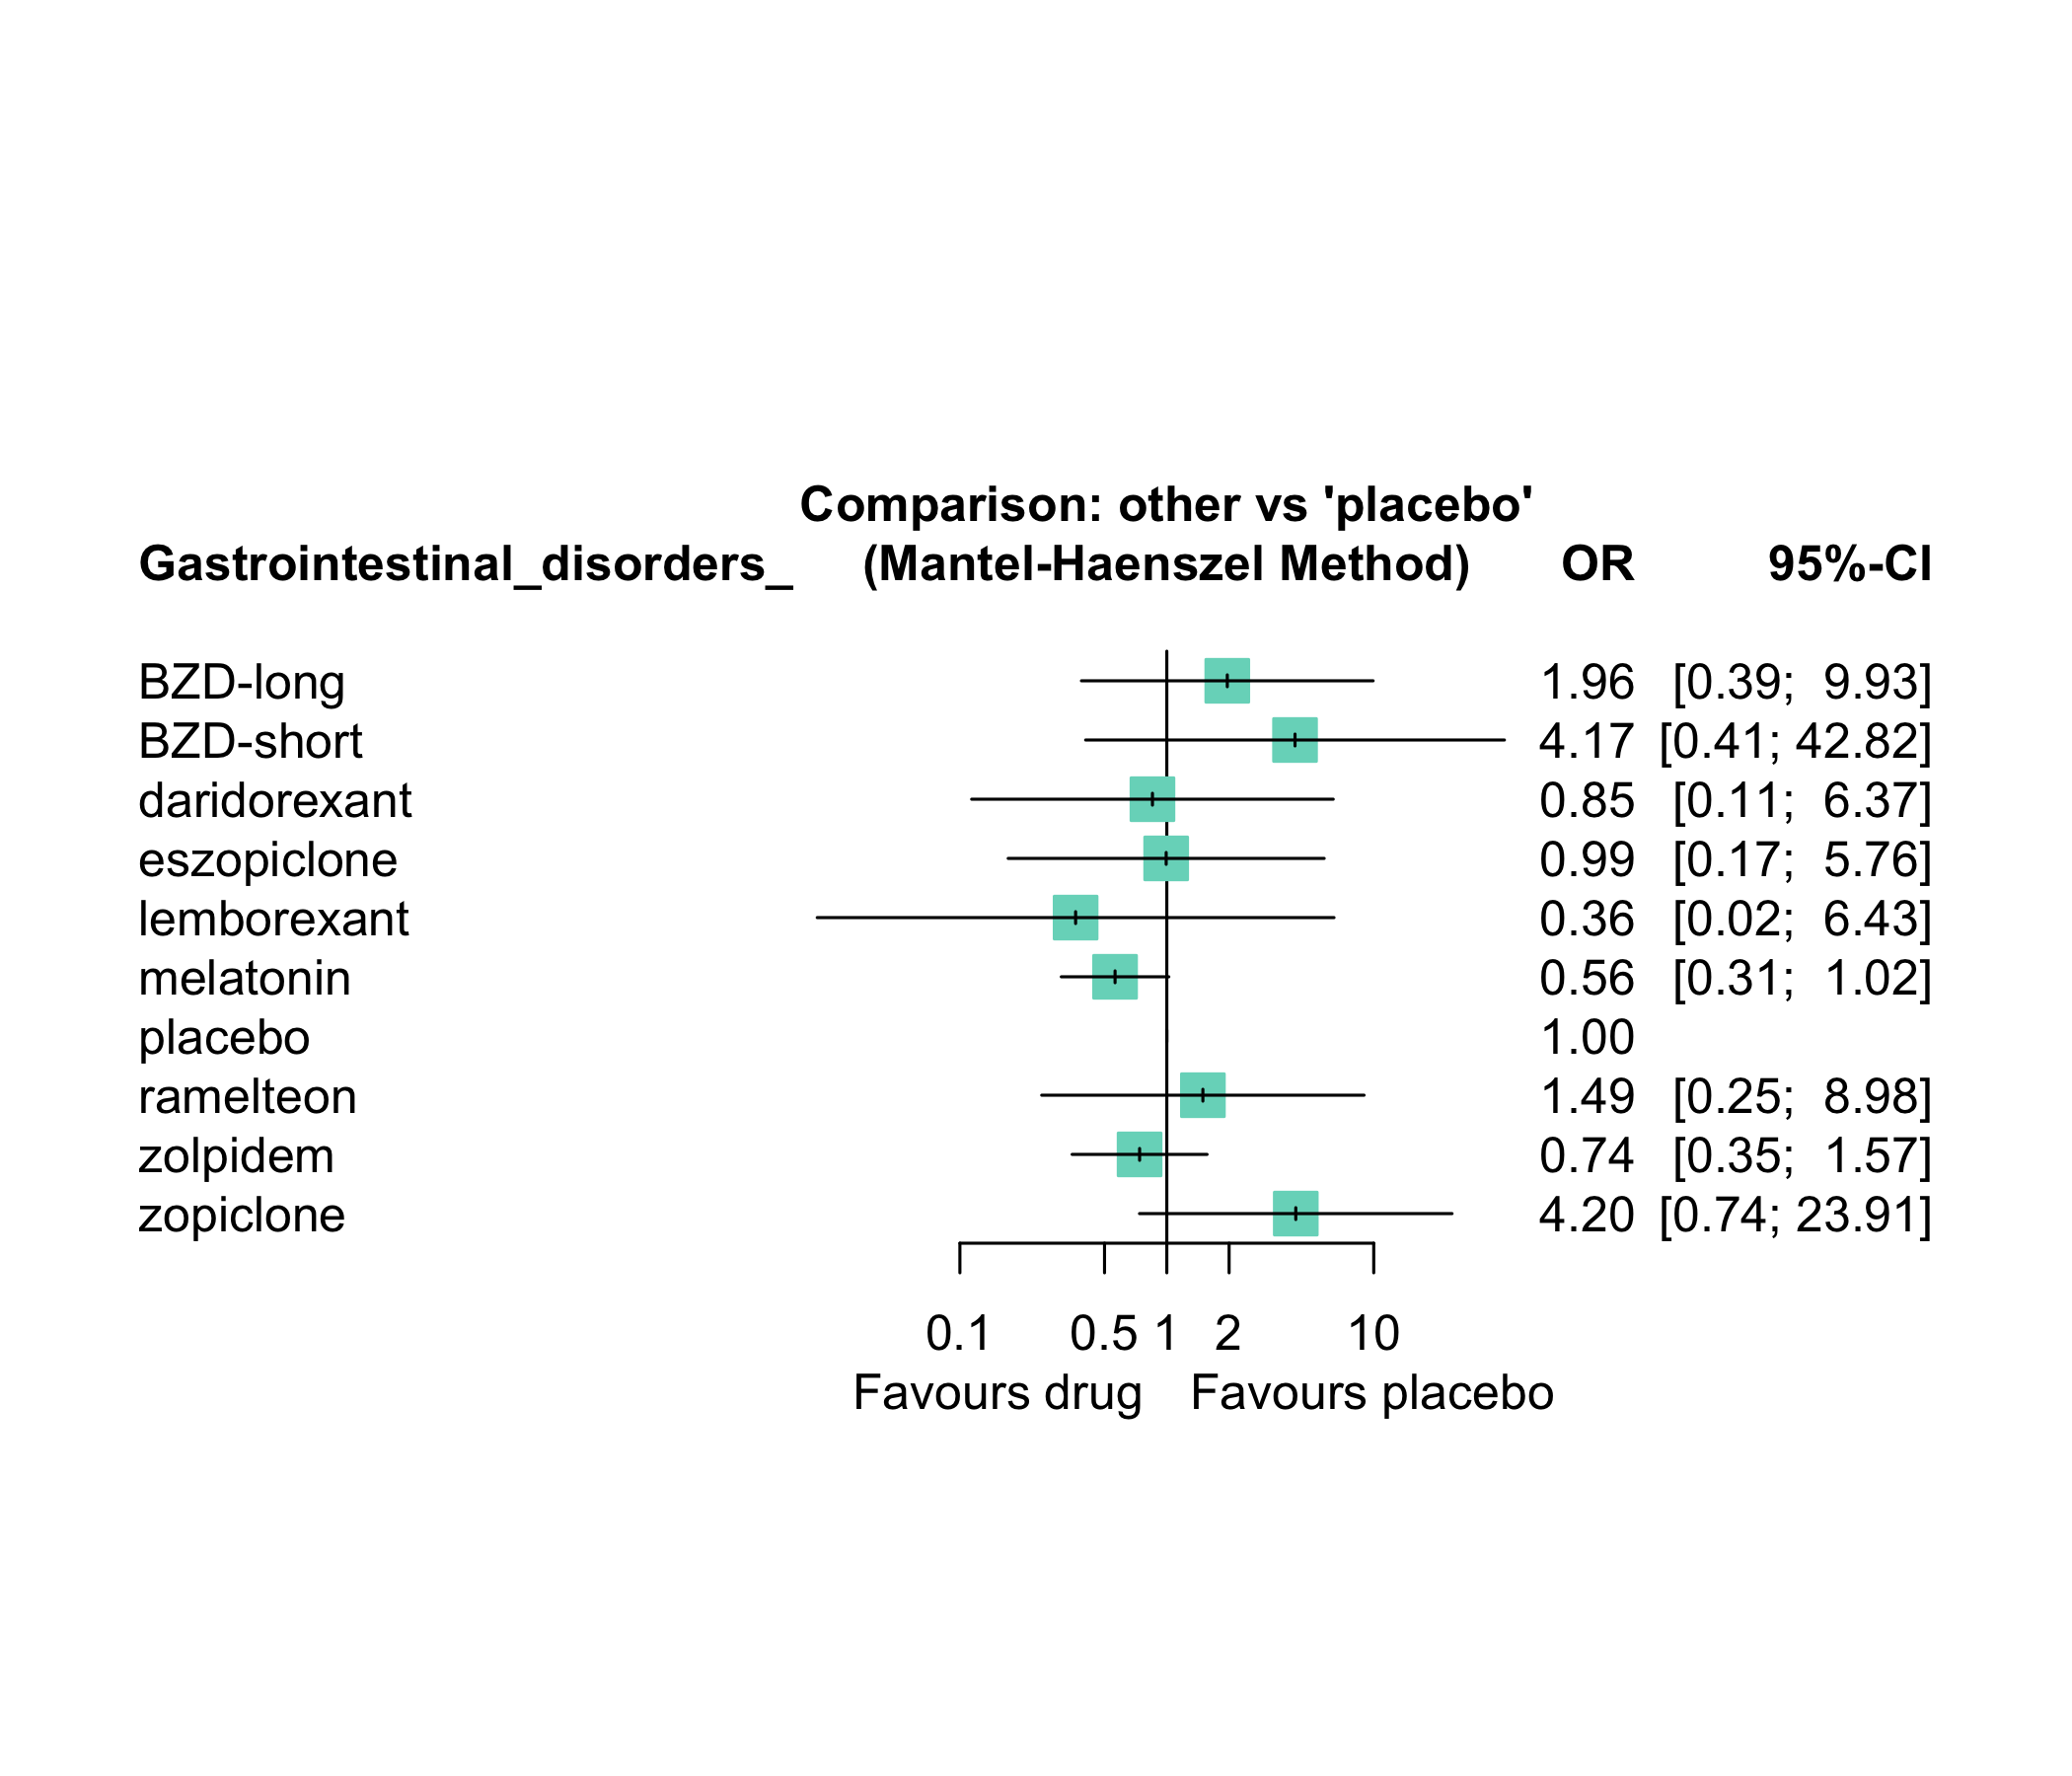 Comparison: other vs 'placebo'
Gastrointestinal_disorders_ (Mantel-Haenszel Method) OR 95%-CI
BZD-long 1.96 [0.39; 9.93]
BZD-short 4.17 [0.41; 42.82]
daridorexant 0.85 [0.11; 6.37]
eszopiclone 0.99 [0.17; 5.76]
lemborexant 0.36 [0.02; 6.43]
melatonin 0.56 [0.31; 1.02]
placebo 1.00
ramelteon 1.49 [0.25; 8.98]
zolpidem 0.74 [0.35; 1.57]
zopiclone 4.20 [0.74; 23.91]
0.1 0.5 1 2 10
Favours drug Favours placebo